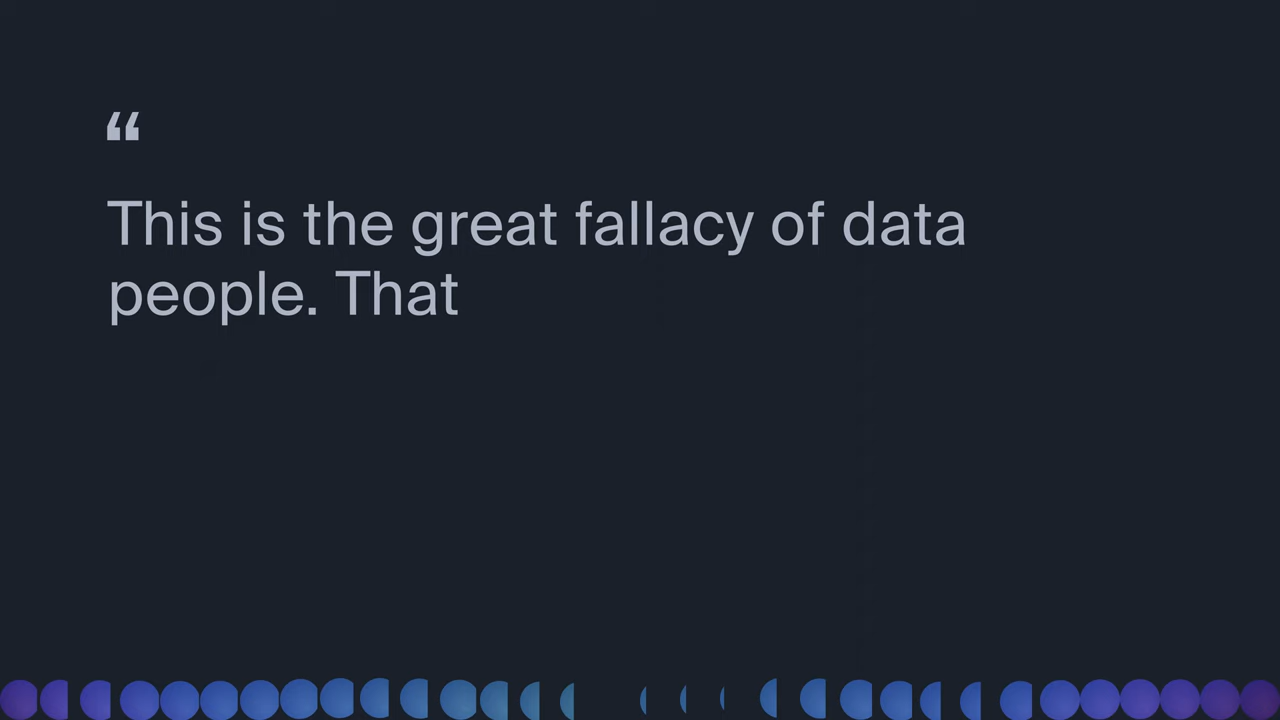 “
This is the great fallacy of data
people. That